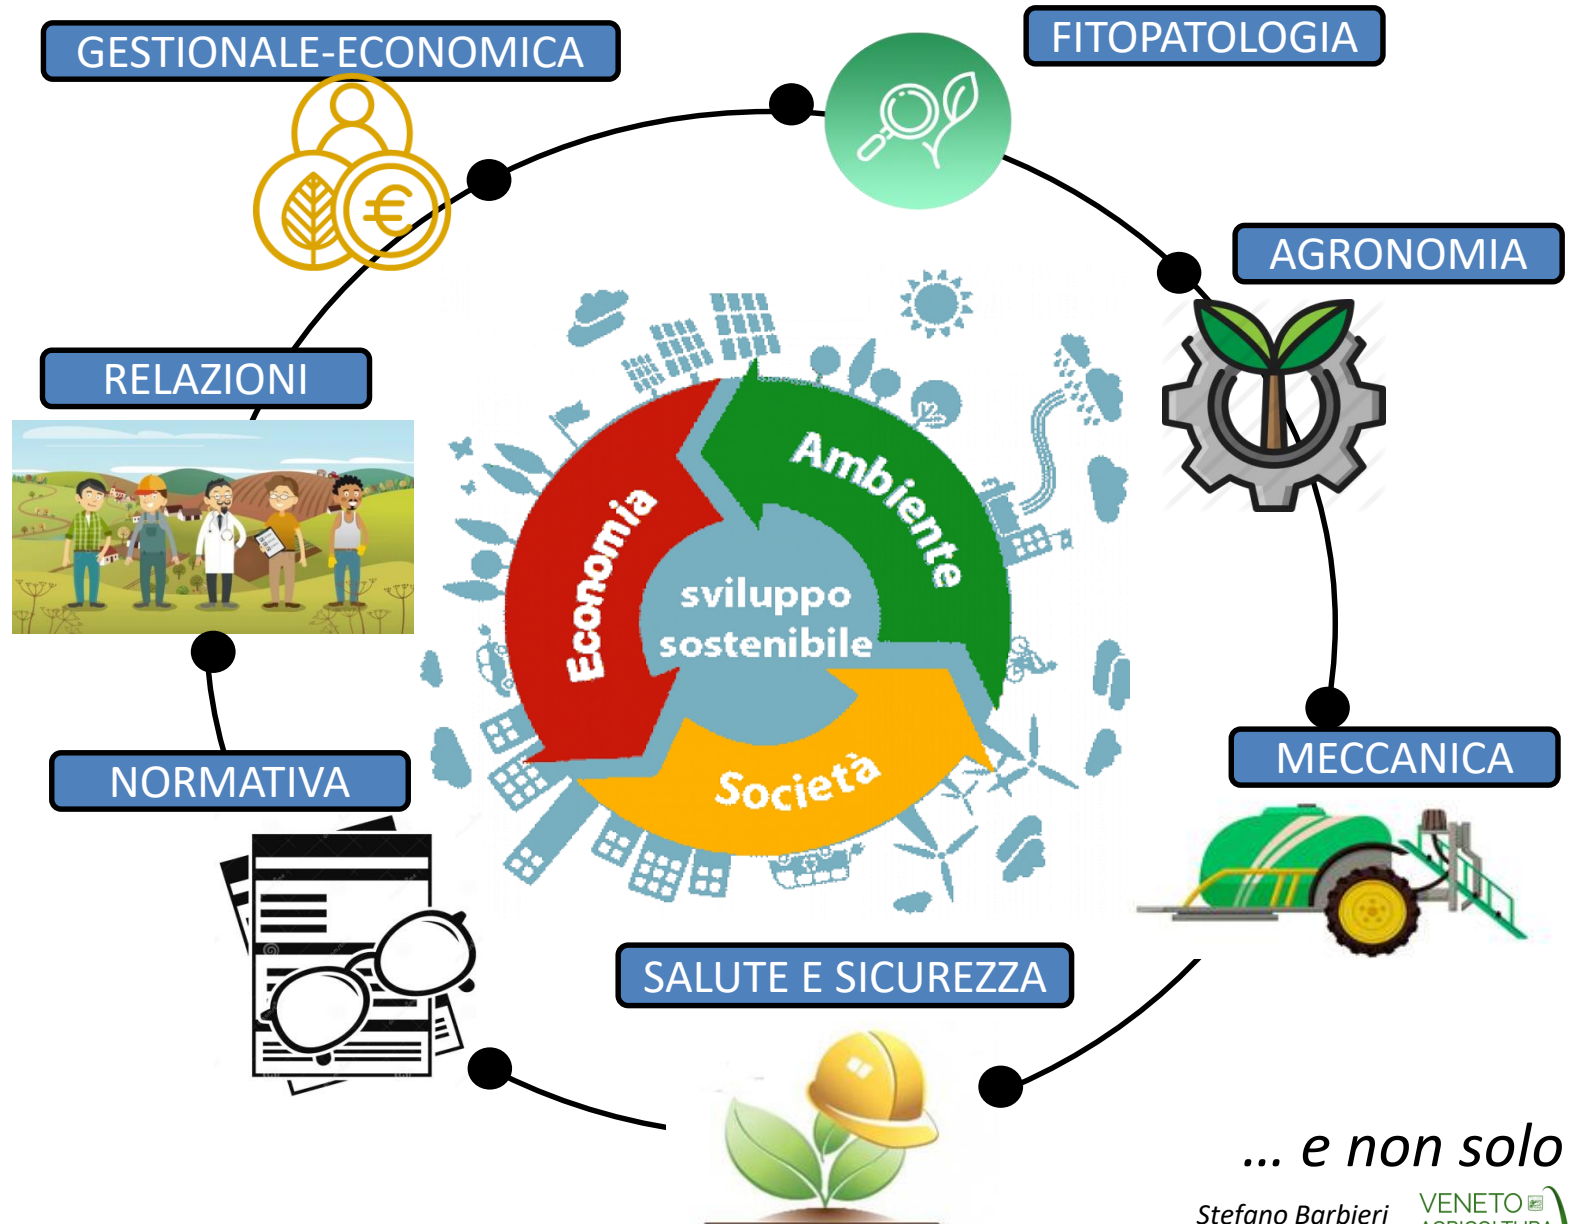 GESTIONALE-ECONOMICA
FITOPATOLOGIA
AGRONOMIA
RELAZIONI
Economia
Ambiente
sviluppo
sostenibile
Società
NORMATIVA
MECCANICA
SALUTE E SICUREZZA
... e non solo
Stefano Barbieri
VENETO
AGRICOLTURA